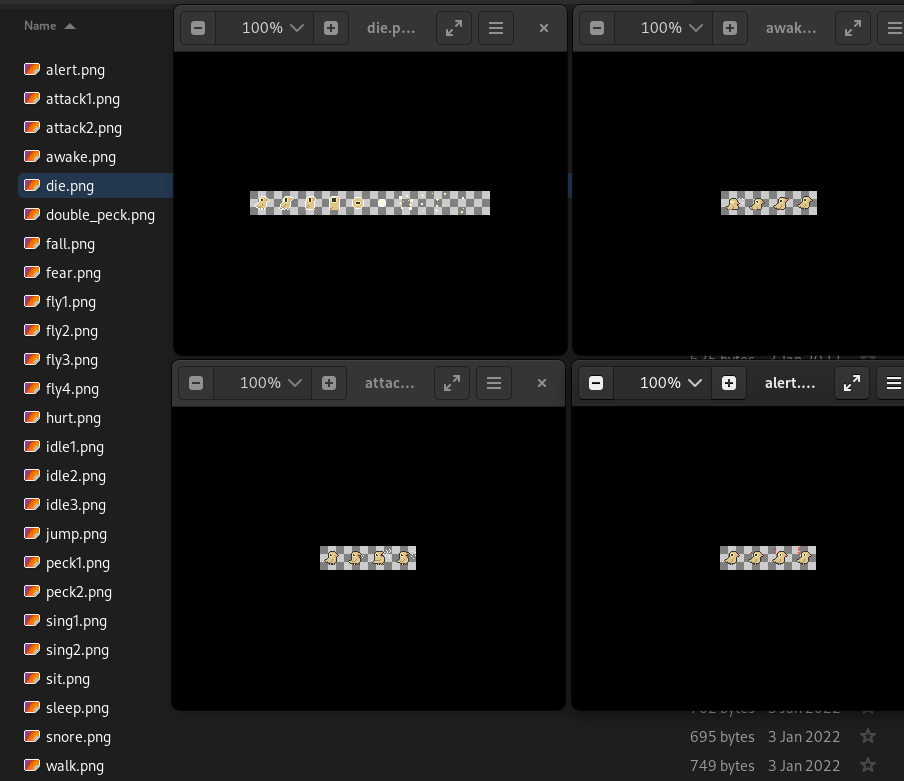 Name
100%
die.p...
100%
awak...
alert.png
attack1.png
attack2.png
awake.png
die.png
double_peck.png
fall.png
fear.png
fly1.png
fly2.png
fly3.png
fly4.png
hurt.png
idle1.png
idle2.png
idle3.png
jump.png
peck1.png
peck2.png
sing1.png
sing2.png
sit.png
sleep.png
snore.png
walk.png
100%
attac...
100%
alert....
bytes 3 Jan 2022
bytes 3 Jan 2022
695 bytes 3 Jan 2022
749 bytes 3 Jan 2022